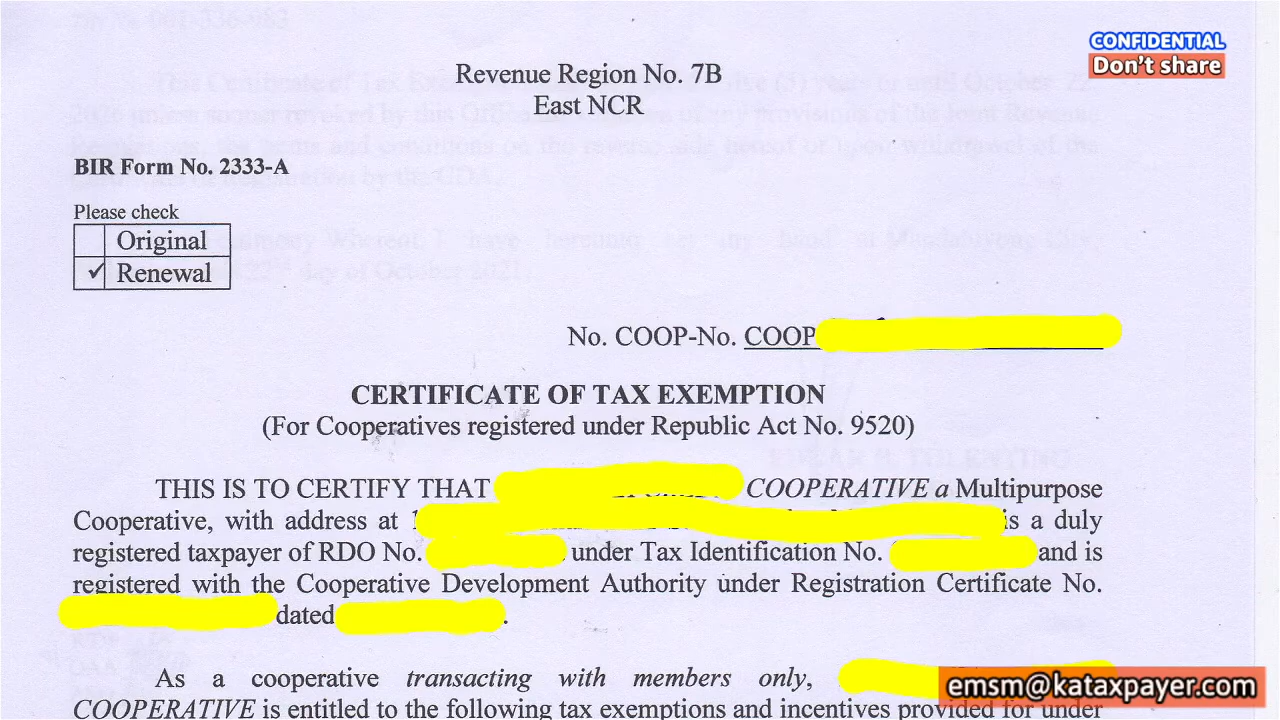 CONFIDENTIAL
Don't share
Revenue Region No. 7B
East NCR
BIR Form No. 2333-A
Please check
Original
✓ Renewal
No. COOP-No. COOP
CERTIFICATE OF TAX EXEMPTION
(For Cooperatives registered under Republic Act No. 9520)
THIS IS TO CERTIFY THAT COOPERATIVE a Multipurpose
Cooperative, with address at is a duly
registered taxpayer of RDO No. under Tax Identification No. and is
registered with the Cooperative Development Authority under Registration Certificate No.
dated .
As a cooperative transacting with members only,
COOPERATIVE is entitled to the following tax exemptions and incentives provided for under
emsm@kataxpayer.com